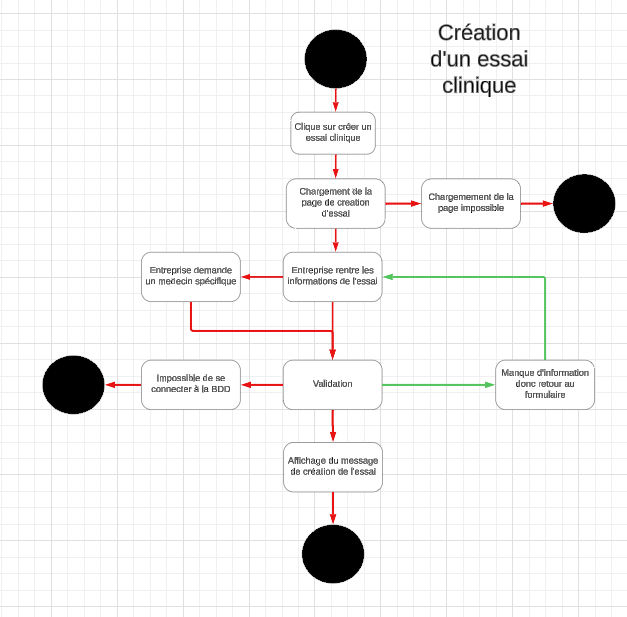 Création
d'un essai
clinique
Clique sur créer un
essai clinique
Chargement de la
page de creation
d'essai
Chargemement de la
page impossible
Entreprise demande
un medecin spécifique
Entreprise rentre les
informations de l'essai
Impossible de se
connecter à la BDD
Validation
Manque d'information
donc retour au
formulaire
Affichage du message
de création de l'essai